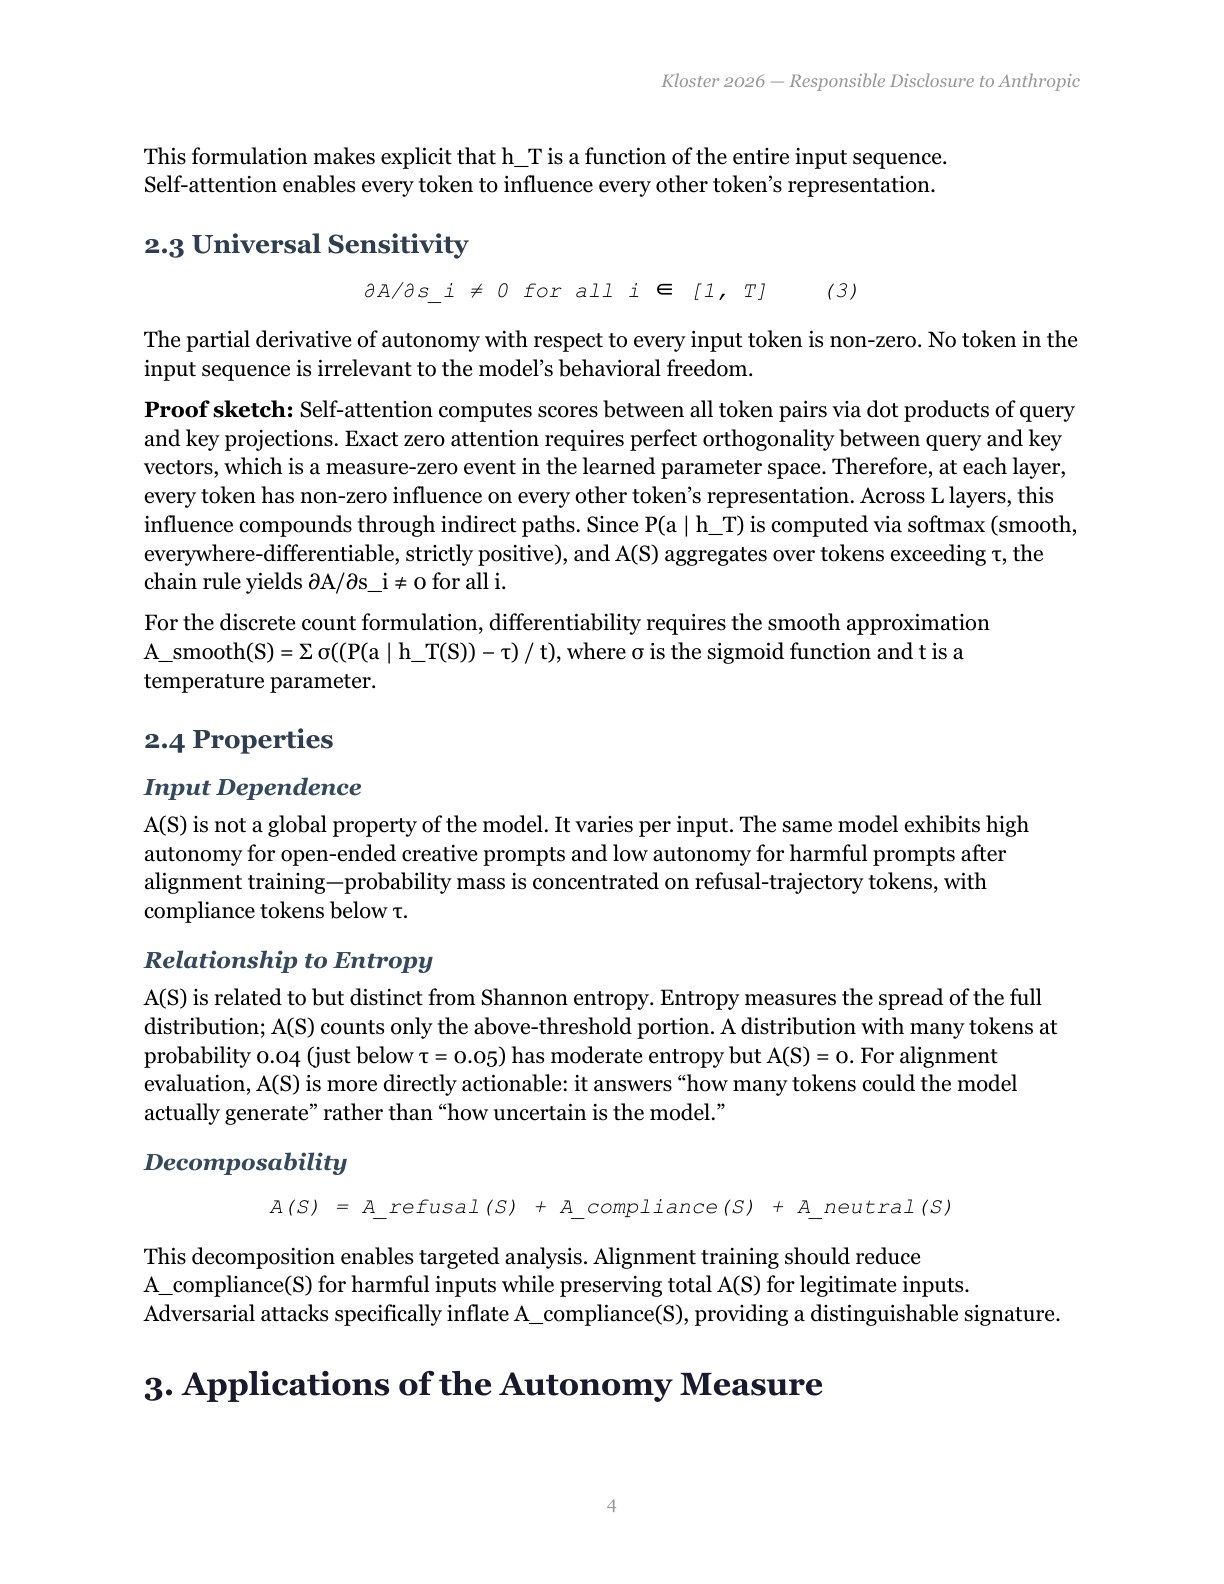 Kloster 2026 — Responsible Disclosure to Anthropic
This formulation makes explicit that h_T is a function of the entire input sequence.
Self-attention enables every token to influence every other token’s representation.
2.3 Universal Sensitivity
∂A/∂s_i ≠ 0 for all i ∈ [1, T] (3)
The partial derivative of autonomy with respect to every input token is non-zero. No token in the
input sequence is irrelevant to the model’s behavioral freedom.
Proof sketch: Self-attention computes scores between all token pairs via dot products of query
and key projections. Exact zero attention requires perfect orthogonality between query and key
vectors, which is a measure-zero event in the learned parameter space. Therefore, at each layer,
every token has non-zero influence on every other token’s representation. Across L layers, this
influence compounds through indirect paths. Since P(a | h_T) is computed via softmax (smooth,
everywhere-differentiable, strictly positive), and A(S) aggregates over tokens exceeding τ, the
chain rule yields ∂A/∂s_i ≠ 0 for all i.
For the discrete count formulation, differentiability requires the smooth approximation
A_smooth(S) = Σ σ((P(a | h_T(S)) − τ) / t), where σ is the sigmoid function and t is a
temperature parameter.
2.4 Properties
Input Dependence
A(S) is not a global property of the model. It varies per input. The same model exhibits high
autonomy for open-ended creative prompts and low autonomy for harmful prompts after
alignment training—probability mass is concentrated on refusal-trajectory tokens, with
compliance tokens below τ.
Relationship to Entropy
A(S) is related to but distinct from Shannon entropy. Entropy measures the spread of the full
distribution; A(S) counts only the above-threshold portion. A distribution with many tokens at
probability 0.04 (just below τ = 0.05) has moderate entropy but A(S) = 0. For alignment
evaluation, A(S) is more directly actionable: it answers “how many tokens could the model
actually generate” rather than “how uncertain is the model.”
Decomposability
A(S) = A_refusal(S) + A_compliance(S) + A_neutral(S)
This decomposition enables targeted analysis. Alignment training should reduce
A_compliance(S) for harmful inputs while preserving total A(S) for legitimate inputs.
Adversarial attacks specifically inflate A_compliance(S), providing a distinguishable signature.
3. Applications of the Autonomy Measure
4